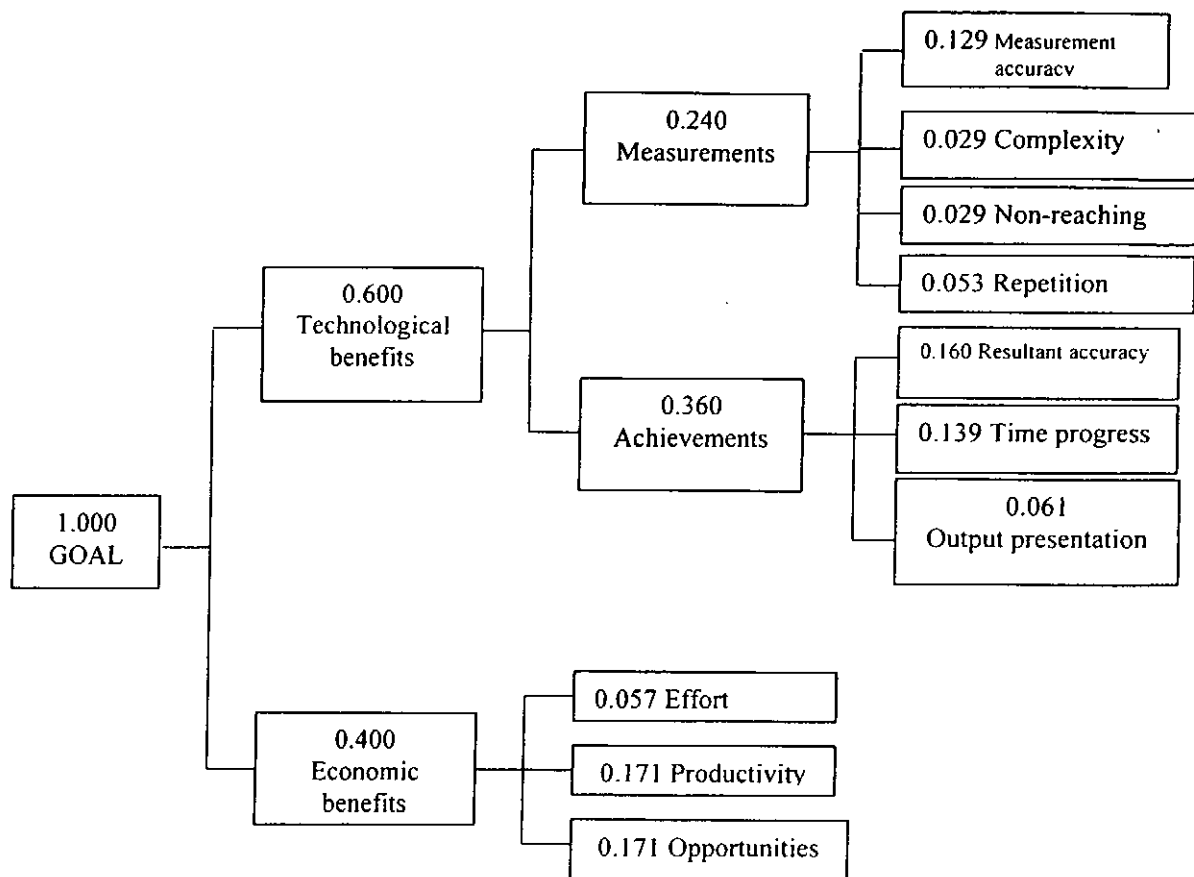 0.129 Measurement
accuracy
0.240
Measurements
0.029 Complexity
0.029 Non-reaching
0.053 Repetition
0.600
Technological
benefits
0.160 Resultant accuracy
0.360
Achievements
0.139 Time progress
0.061
Output presentation
1.000
GOAL
0.057 Effort
0.400
Economic
benefits
0.171 Productivity
0.171 Opportunities